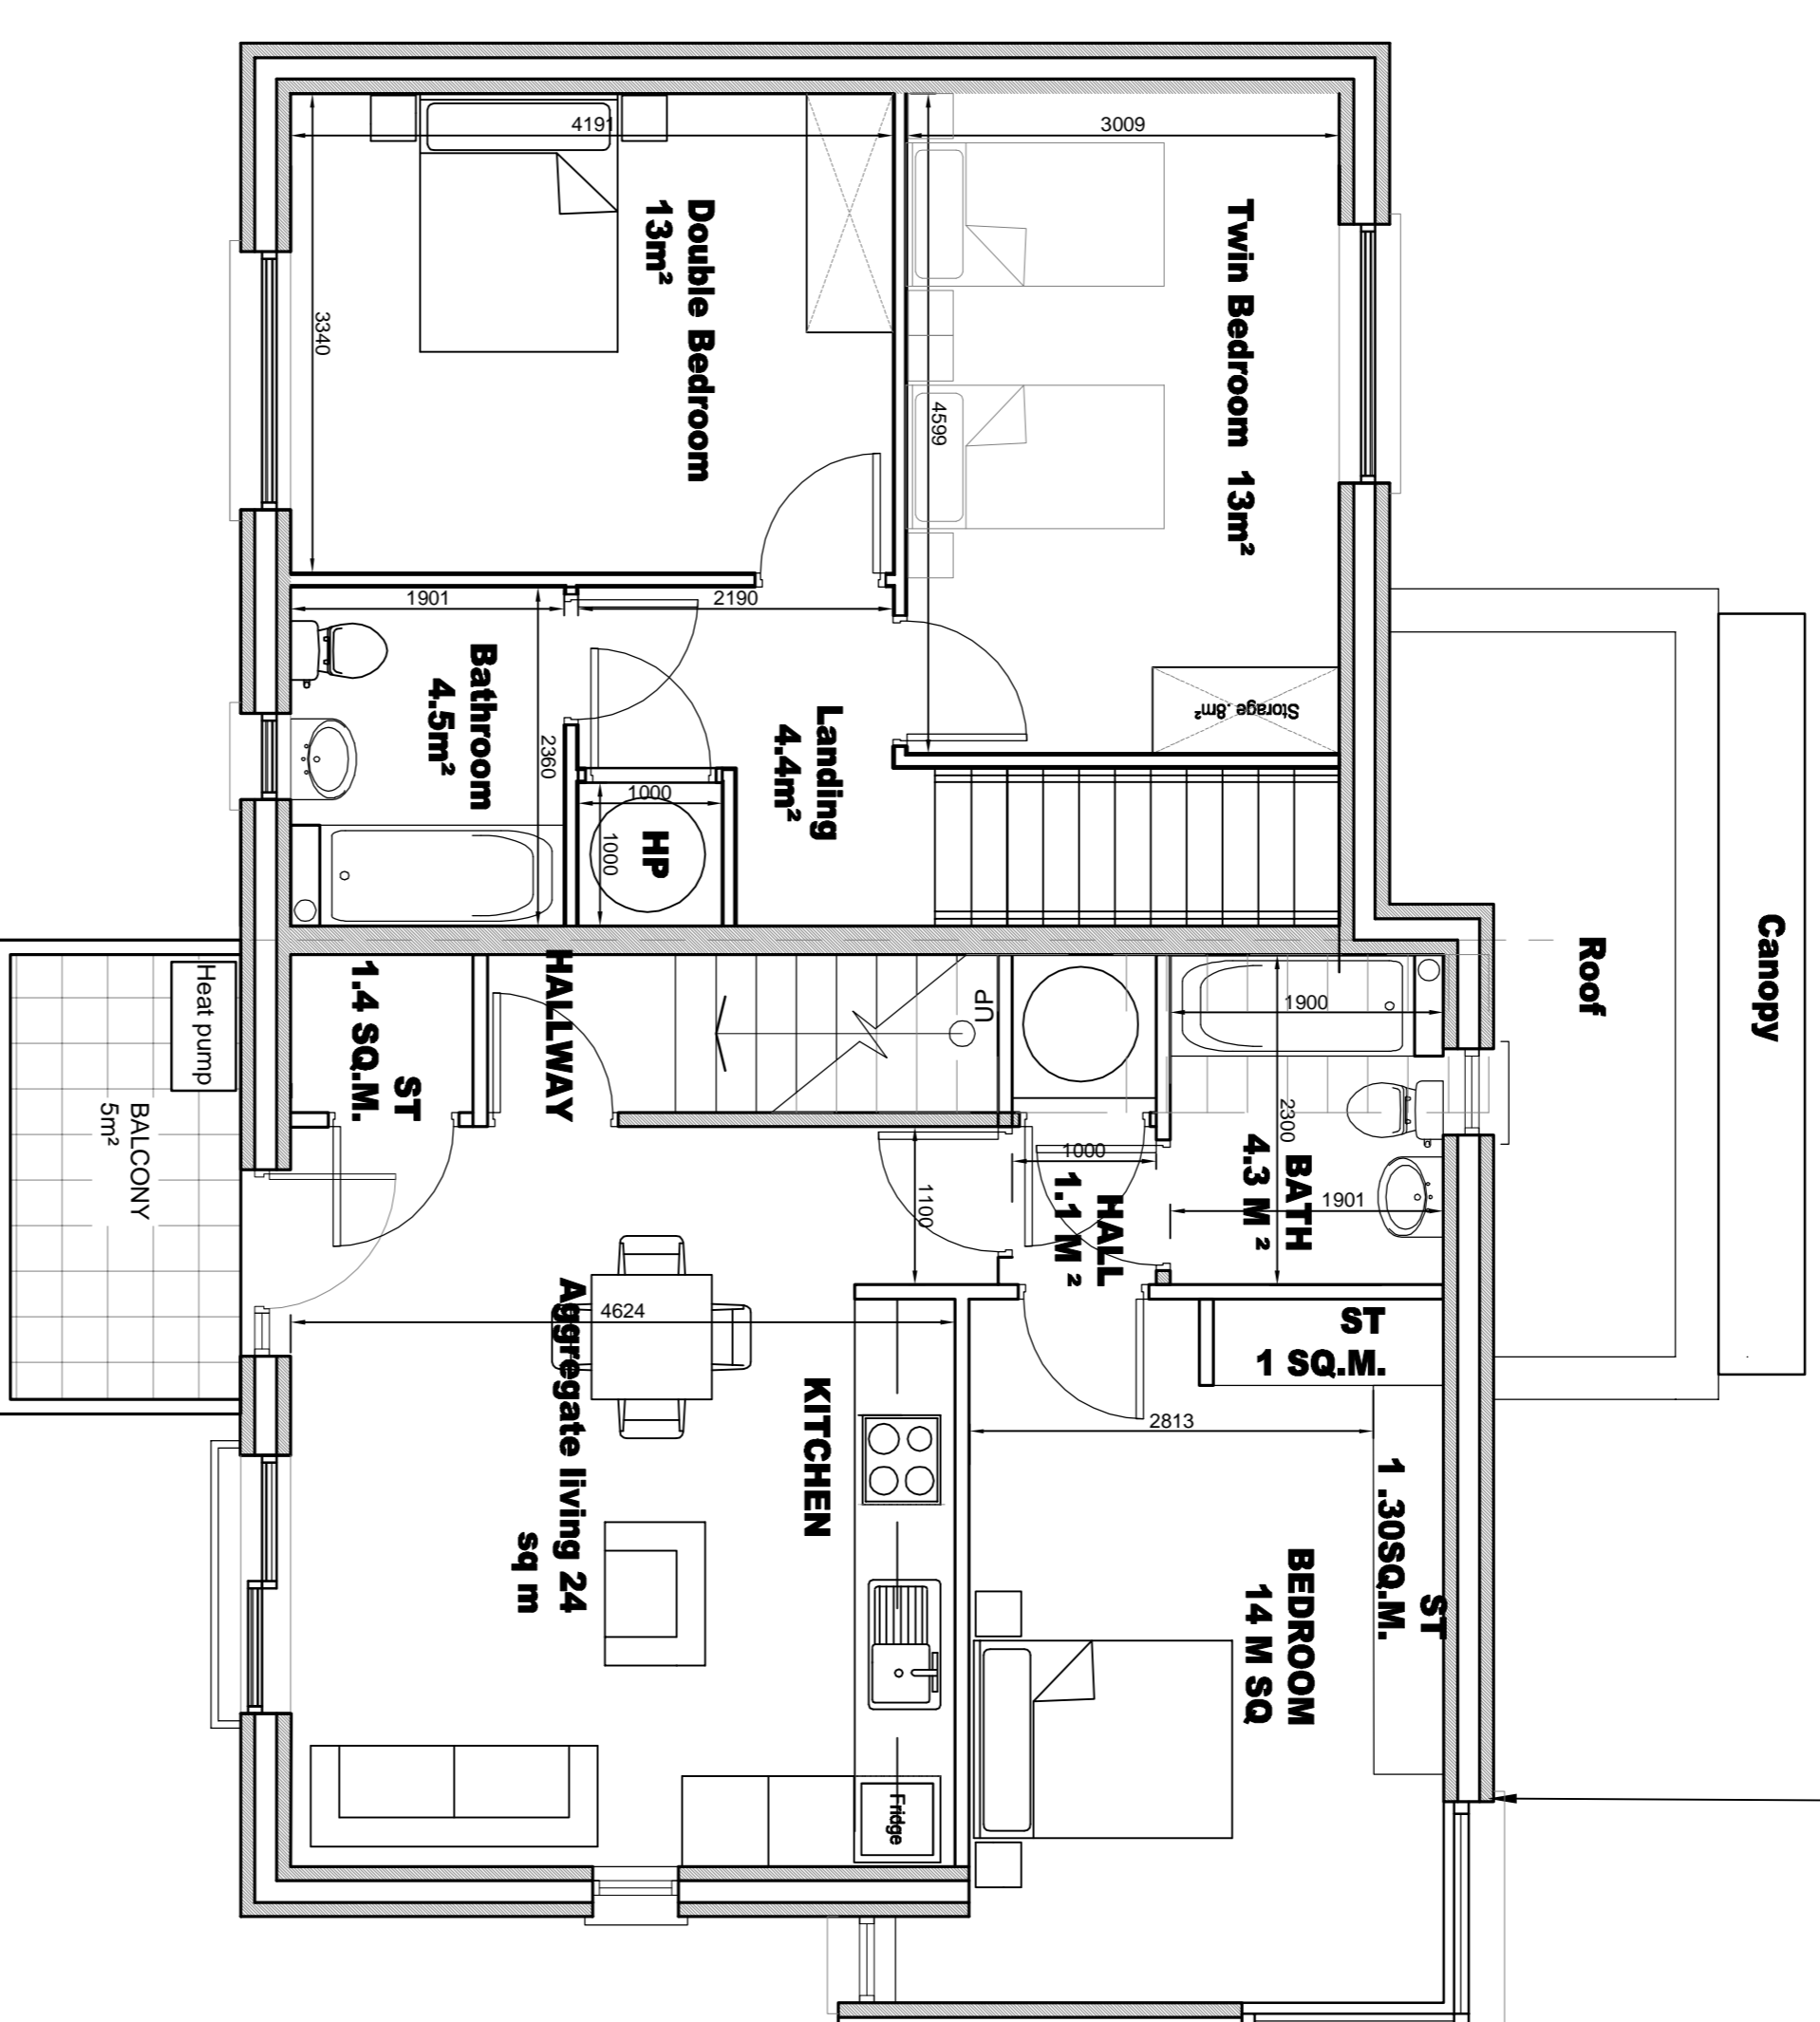 Canopy
Roof
Twin Bedroom 13m²
3009
4599
Storage .8m²
Double Bedroom
13m²
4191
3340
1901
2190
Bathroom
4.5m²
2360
Landing
4.4m²
1000
1000
HP
HALLWAY
ST
1.4 SQ.M.
UP
1900
2300
BATH
4.3 M ²
1901
1000
HALL
1.1 M ²
1100
Heat pump
BALCONY
5m²
ST
1 SQ.M.
2813
ST
1 .30SQ.M.
BEDROOM
14 M SQ
KITCHEN
4624
Aggregate living 24
sq m
Fridge